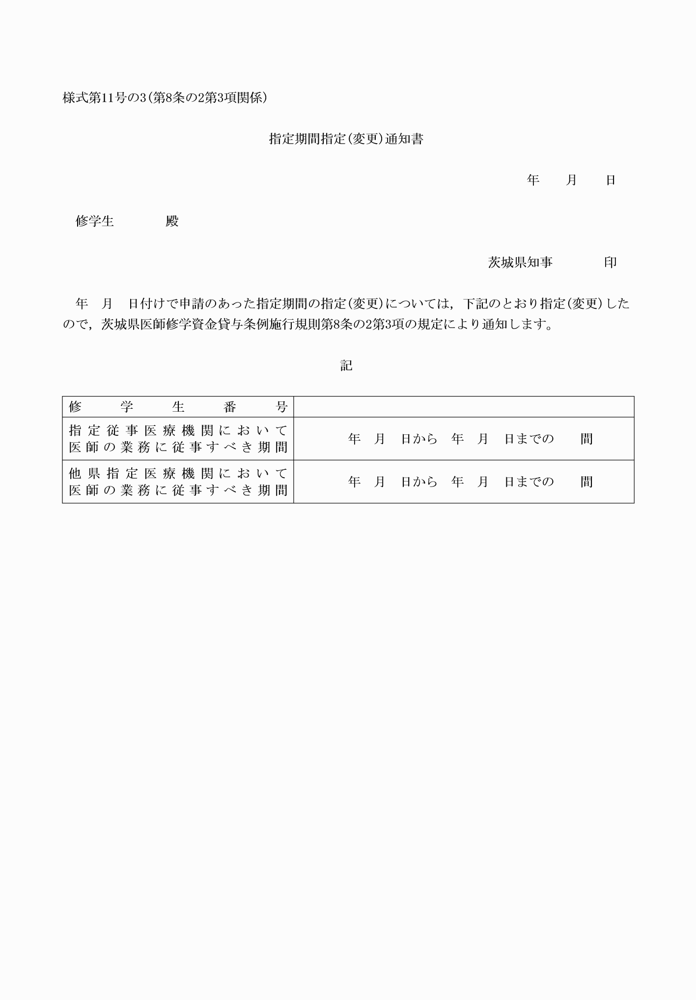 様式第11号の3(第8条の2第3項関係)
指定期間指定(変更)通知書
年　　月　　日
修学生　　　　殿
茨城県知事　　　　印
　年　月　日付けで申請のあった指定期間の指定(変更)については，下記のとおり指定(変更)した
ので，茨城県医師修学資金貸与条例施行規則第8条の2第3項の規定により通知します。
記
修学生番号
指定従事医療機関において
医師の業務に従事すべき期間
年　月　日から　年　月　日までの　　間
他県指定医療機関において
医師の業務に従事すべき期間
年　月　日から　年　月　日までの　　間